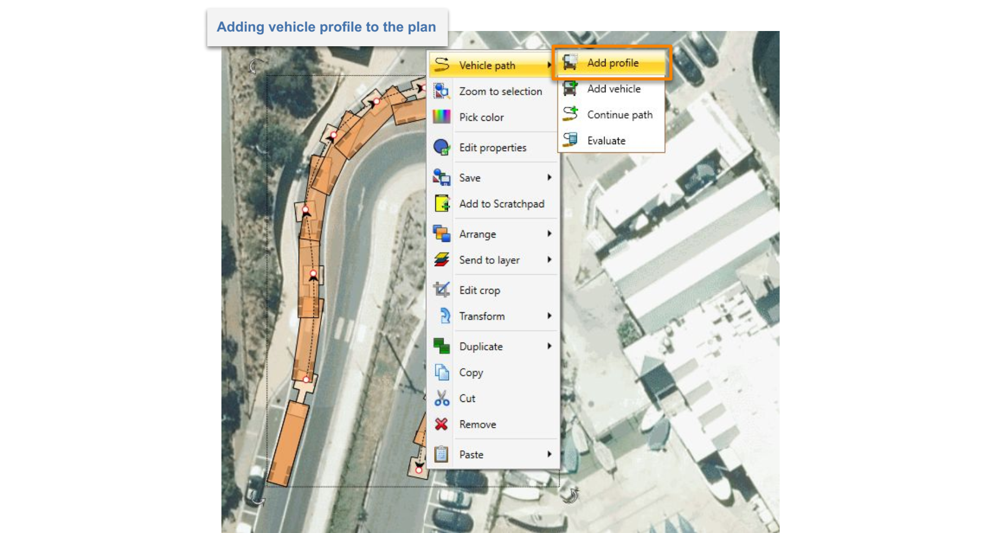 Adding vehicle profile to the plan
Vehicle path
Add profile
Zoom to selection
Add vehicle
Pick color
Continue path
Edit properties
Evaluate
Save
Add to Scratchpad
Arrange
Send to layer
Edit crop
Transform
Duplicate
Copy
Cut
Remove
Paste